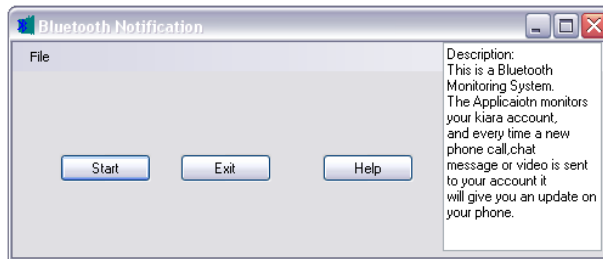 Bluetooth Notification
File
Start
Exit
Help
Description:
This is a Bluetooth
Monitoring System.
The Applicaiotn monitors
your kiara account,
and every time a new
phone call,chat
message or video is sent
to your account it
will give you an update on
your phone.